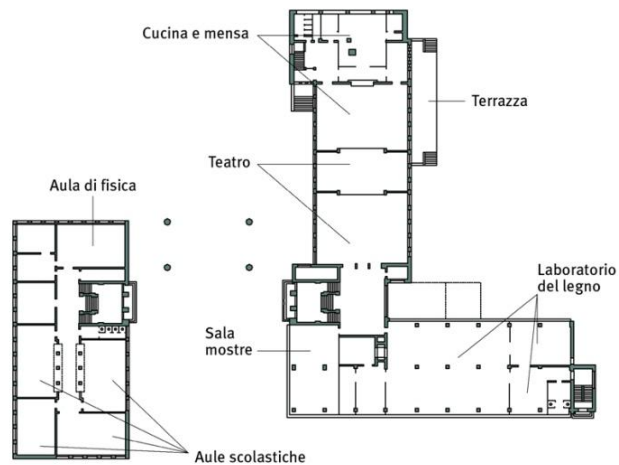 Cucina e mensa
Terrazza
Teatro
Aula di fisica
Laboratorio
del legno
Sala
mostre
Aule scolastiche